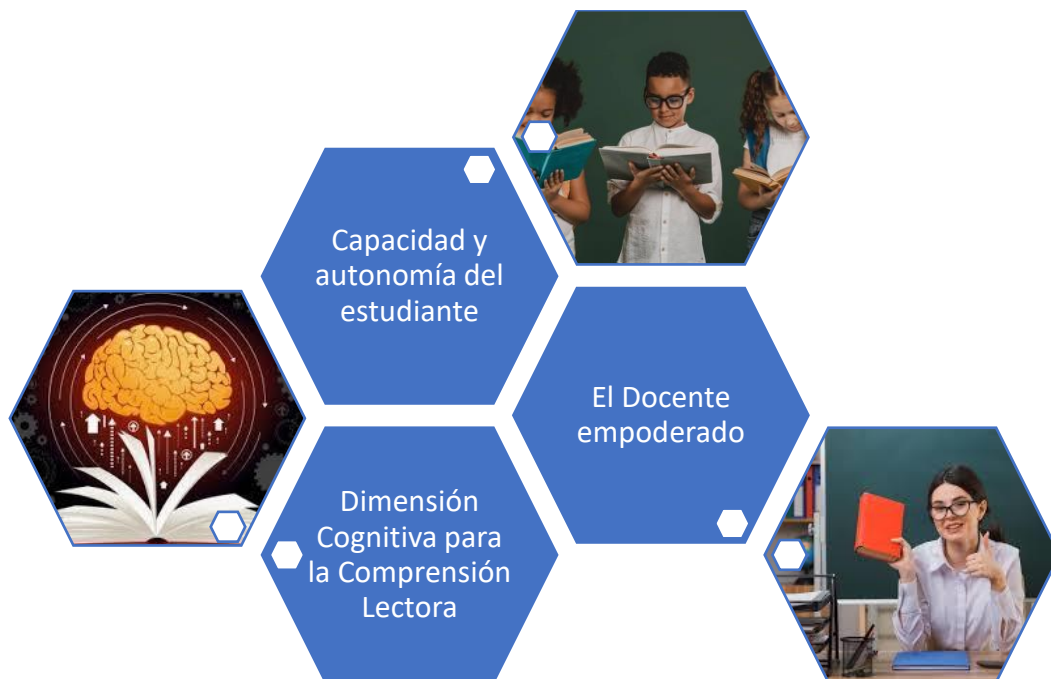 Capacidad y
autonomía del
estudiante
El Docente
empoderado
Dimensión
Cognitiva para
la Comprensión
Lectora